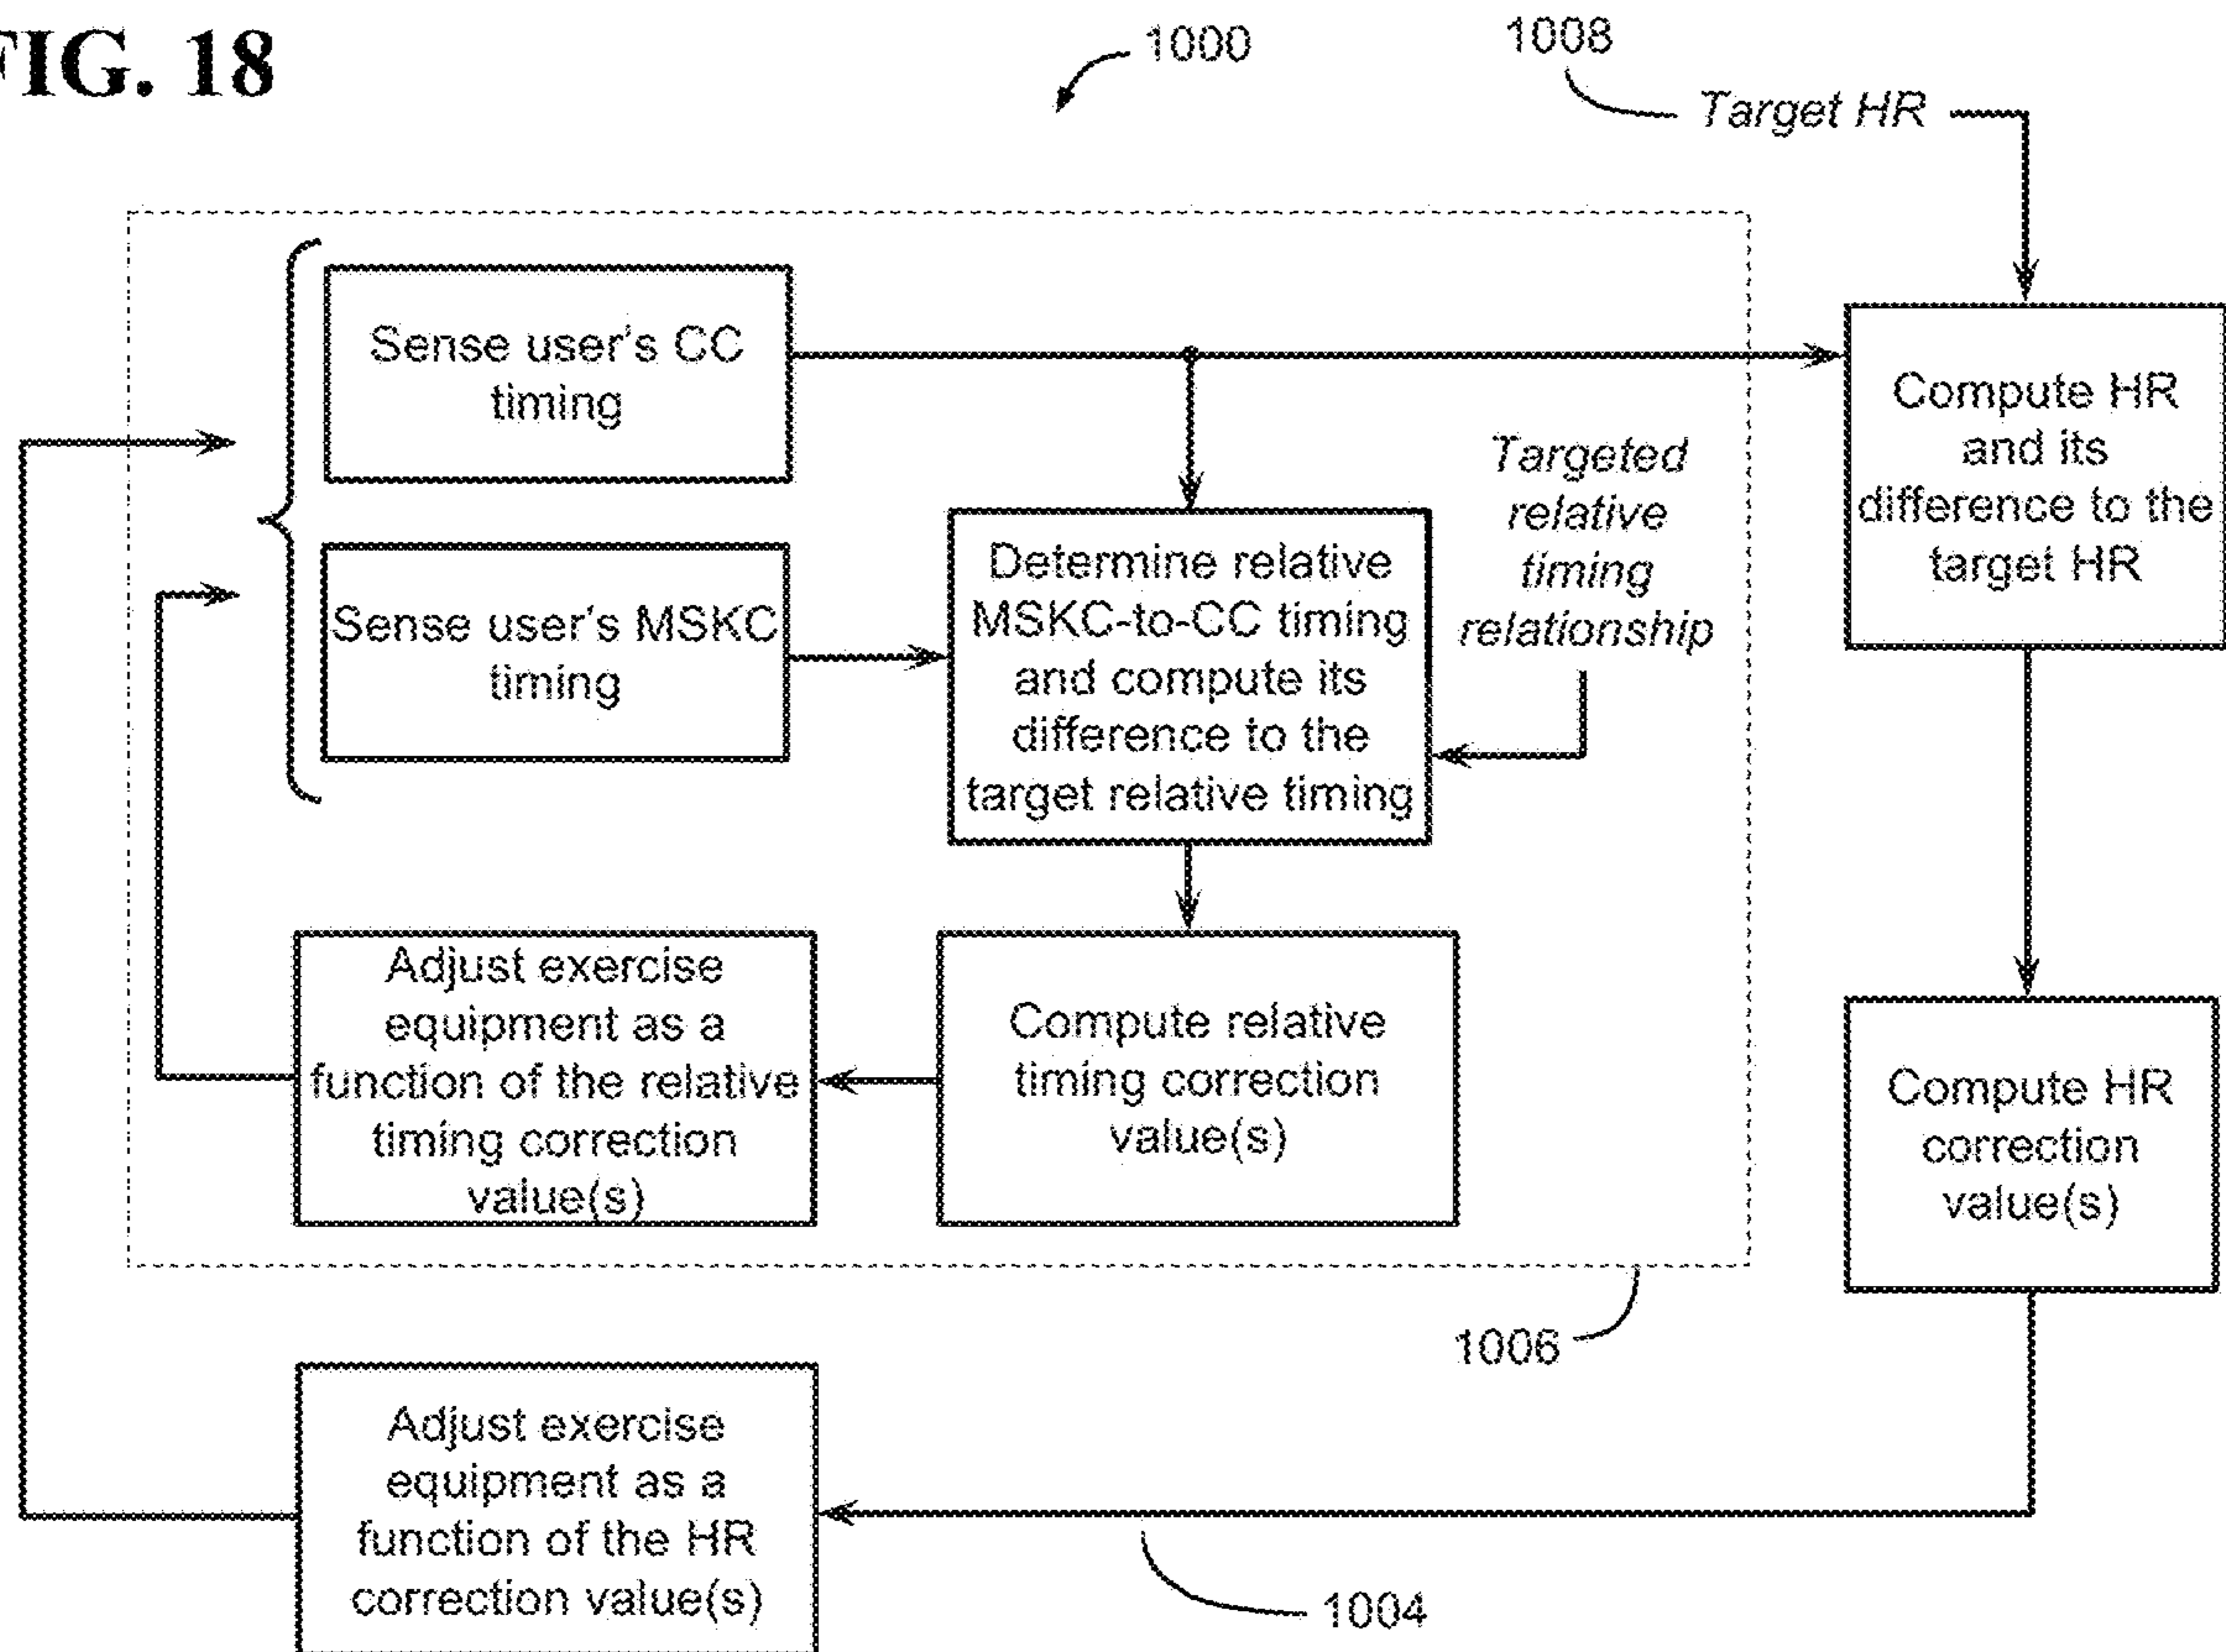 FIG. 18
1000
1008
Target HR
Sense user's CC
timing
Compute HR
and its
difference to the
target HR
Targeted
relative
timing
relationship
Sense user's MSKC
timing
Determine relative
MSKC-to-CC timing
and compute its
difference to the
target relative timing
Adjust exercise
equipment as a
function of the relative
timing correction
value(s)
Compute relative
timing correction
value(s)
Compute HR
correction
value(s)
1006
Adjust exercise
equipment as a
function of the HR
correction value(s)
1004